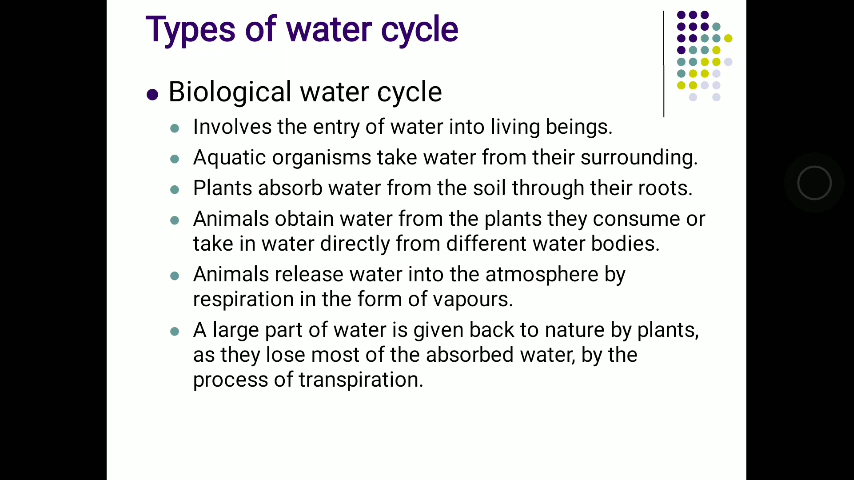 Types of water cycle
Biological water cycle
Involves the entry of water into living beings.
Aquatic organisms take water from their surrounding.
Plants absorb water from the soil through their roots.
Animals obtain water from the plants they consume or
take in water directly from different water bodies.
Animals release water into the atmosphere by
respiration in the form of vapours.
A large part of water is given back to nature by plants,
as they lose most of the absorbed water, by the
process of transpiration.